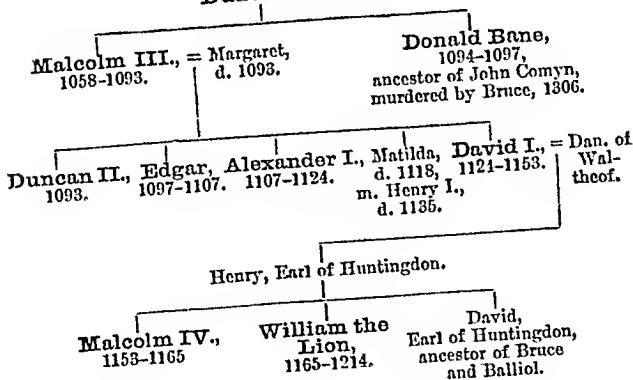 Malcolm III., = Margaret,
1058-1093. d. 1093.
Donald Bane,
1094-1097,
ancestor of John Comyn,
murdered by Bruce, 1306.
Duncan II.,
1093.
Edgar,
1097-1107.
Alexander I.,
1107-1124.
Matilda,
d. 1118,
m. Henry I.,
d. 1135.
David I., = Dan. of
1121-1153. Wal-
theof.
Henry, Earl of Huntingdon.
Malcolm IV.,
1153-1165
William the
Lion,
1165-1214.
David,
Earl of Huntingdon,
ancestor of Bruce
and Balliol.